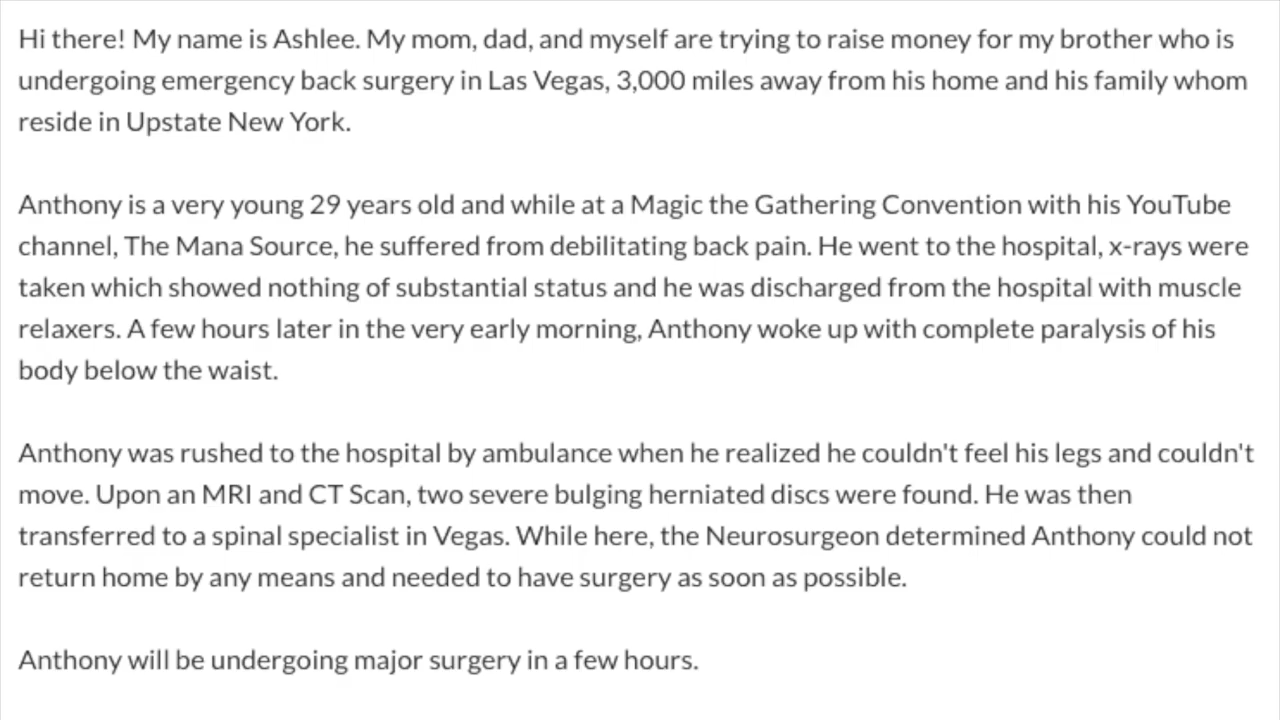 Hi there! My name is Ashlee. My mom, dad, and myself are trying to raise money for my brother who is
undergoing emergency back surgery in Las Vegas, 3,000 miles away from his home and his family whom
reside in Upstate New York.
Anthony is a very young 29 years old and while at a Magic the Gathering Convention with his YouTube
channel, The Mana Source, he suffered from debilitating back pain. He went to the hospital, x-rays were
taken which showed nothing of substantial status and he was discharged from the hospital with muscle
relaxers. A few hours later in the very early morning, Anthony woke up with complete paralysis of his
body below the waist.
Anthony was rushed to the hospital by ambulance when he realized he couldn't feel his legs and couldn't
move. Upon an MRI and CT Scan, two severe bulging herniated discs were found. He was then
transferred to a spinal specialist in Vegas. While here, the Neurosurgeon determined Anthony could not
return home by any means and needed to have surgery as soon as possible.
Anthony will be undergoing major surgery in a few hours.